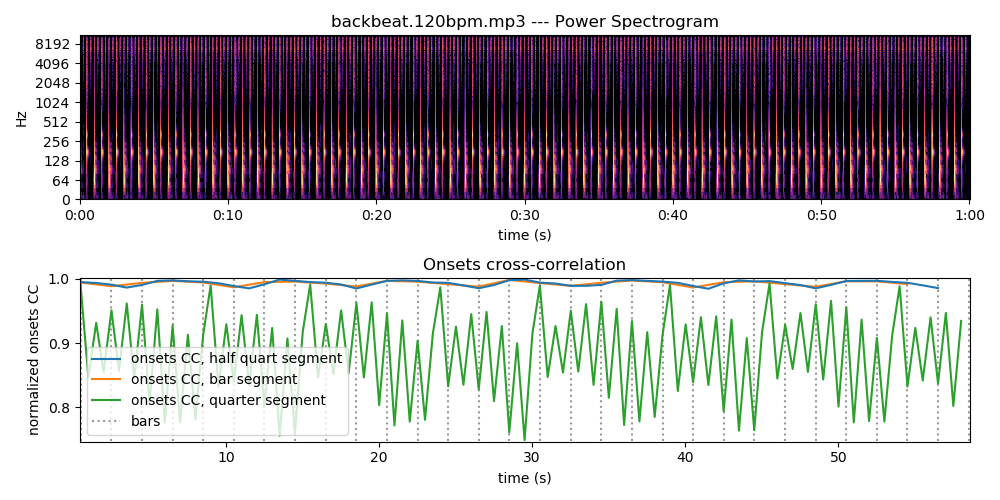 backbeat.120bpm.mp3 --- Power Spectrogram
Hz
8192
4096
2048
1024
512
256
128
64
0
0:00 0:10 0:20 0:30 0:40 0:50 1:00
time (s)
Onsets cross-correlation
normalized onsets CC
1.0
0.9
0.8
onsets CC, half quart segment
onsets CC, bar segment
onsets CC, quarter segment
bars
10 20 30 40 50
time (s)